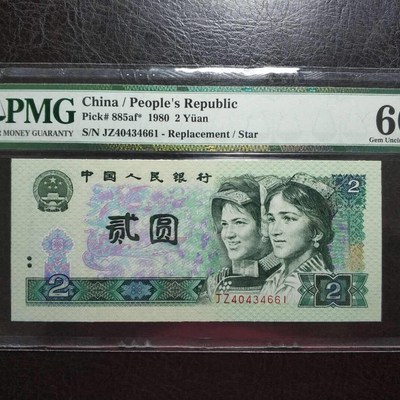 PMG
MONEY GUARANTY
China / People's Republic
Pick# 885af* 1980 2 Yüan
S/N JZ40434661 - Replacement / Star
66
Gem Unc
中国人民银行
贰圆
2
JZ40434661
2
2